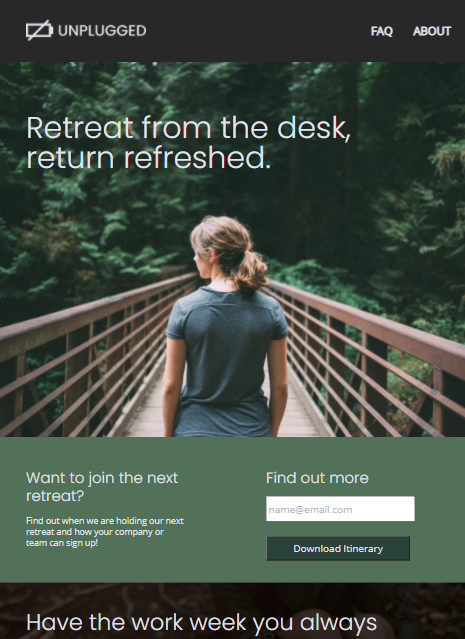 UNPLUGGED
FAQ
ABOUT
Retreat from the desk,
return refreshed.
Want to join the next
retreat?
Find out when we are holding our next
retreat and how your company or
team can sign up!
Find out more
name@email.com
Download Itinerary
Have the work week you always